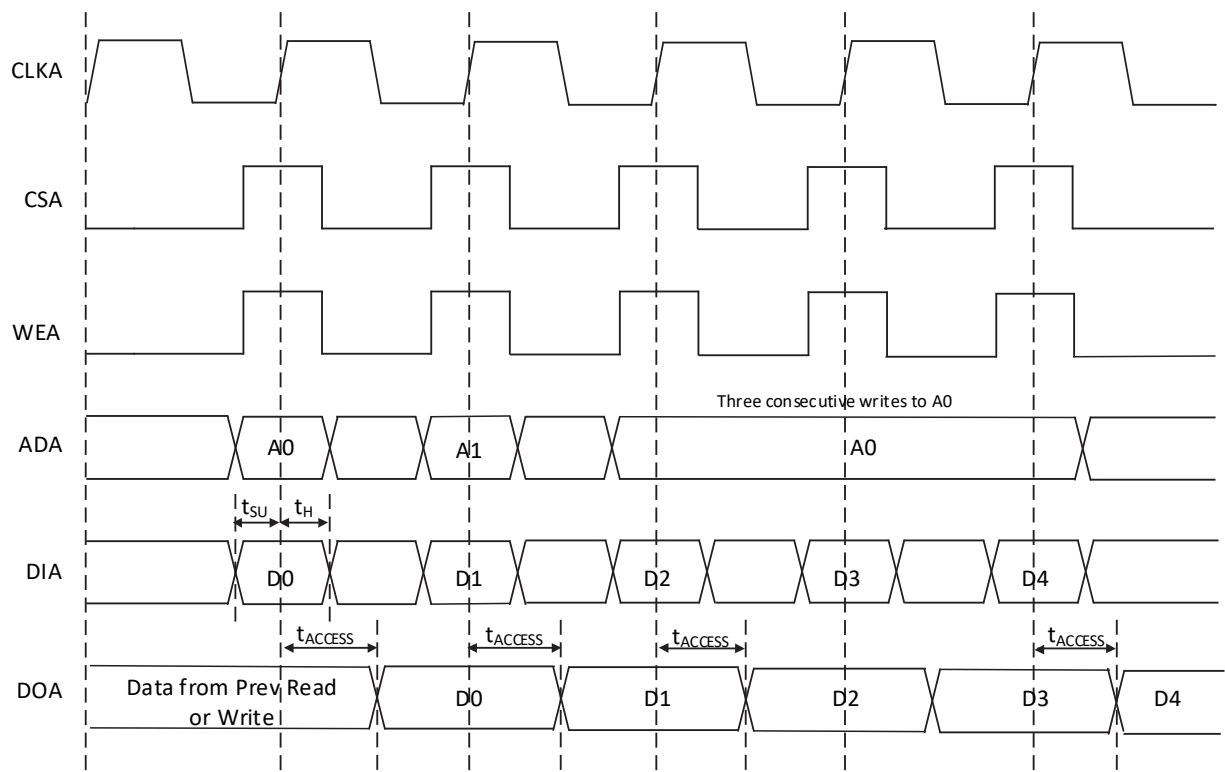 CLKA
CSA
WEA
Three consecutive writes to A0
ADA A0 A1 A0
tSU tH
DIA D0 D1 D2 D3 D4
tACCESS tACCESS tACCESS tACCESS
DOA Data from Prev Read D0 D1 D2 D3 D4
or Write